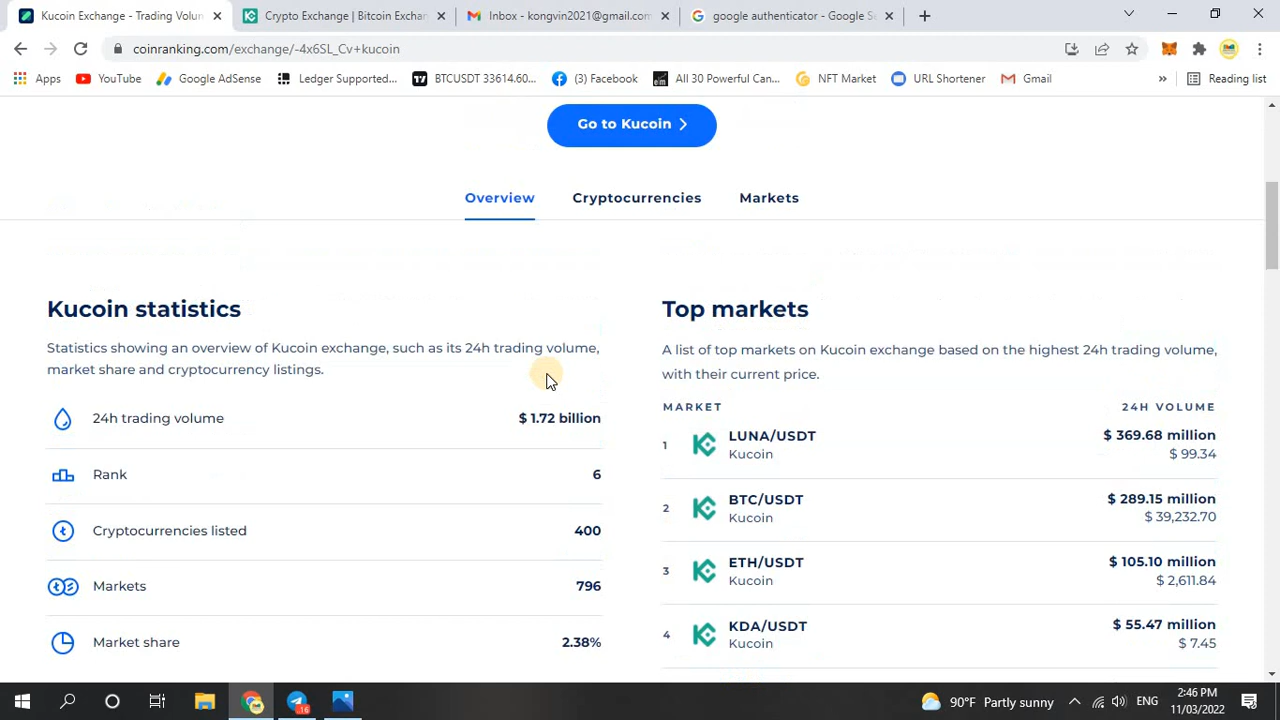 Kucoin Exchange - Trading Volun
Crypto Exchange | Bitcoin Exchan
Inbox - kongvin2021@gmail.com
google authenticator - Google Se
coinranking.com/exchange/-4x6SL_Cv+kucoin
Apps YouTube Google AdSense Ledger Supported... BTCUSDT 33614.60... (3) Facebook All 30 Powerful Can... NFT Market URL Shortener Gmail » Reading list
Go to Kucoin
Overview Cryptocurrencies Markets
Kucoin statistics
Statistics showing an overview of Kucoin exchange, such as its 24h trading volume,
market share and cryptocurrency listings.
24h trading volume $ 1.72 billion
Rank 6
Cryptocurrencies listed 400
Markets 796
Market share 2.38%
Top markets
A list of top markets on Kucoin exchange based on the highest 24h trading volume,
with their current price.
MARKET 24H VOLUME
1 LUNA/USDT $ 369.68 million
Kucoin $ 99.34
2 BTC/USDT $ 289.15 million
Kucoin $ 39,232.70
3 ETH/USDT $ 105.10 million
Kucoin $ 2,611.84
4 KDA/USDT $ 55.47 million
Kucoin $ 7.45
16
90°F Partly sunny
ENG
2:46 PM
11/03/2022